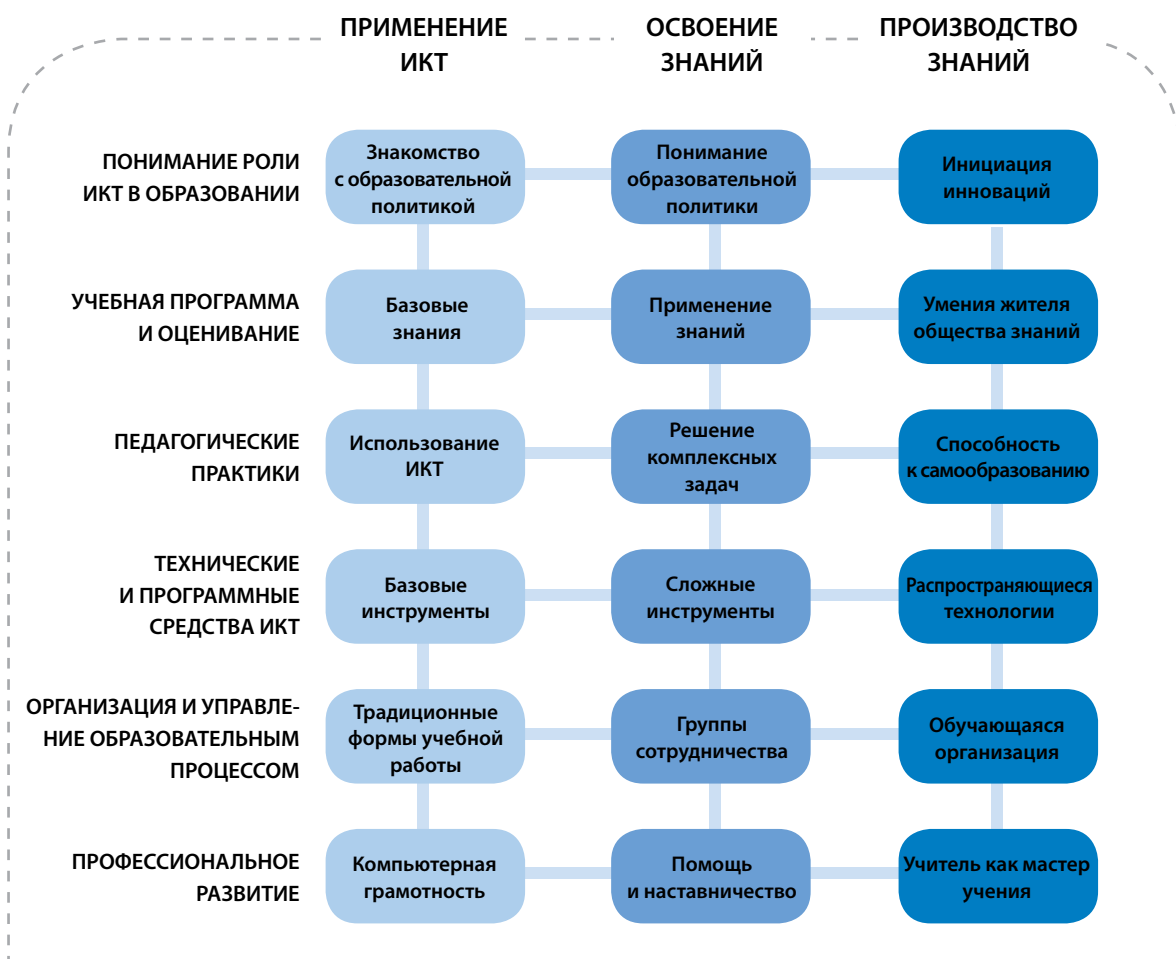 ПРИМЕНЕНИЕ
ИКТ
ОСВОЕНИЕ
ЗНАНИЙ
ПРОИЗВОДСТВО
ЗНАНИЙ
ПОНИМАНИЕ РОЛИ
ИКТ В ОБРАЗОВАНИИ
Знакомство
с образовательной
политикой
Понимание
образовательной
политики
Инициация
инноваций
УЧЕБНАЯ ПРОГРАММА
И ОЦЕНИВАНИЕ
Базовые
знания
Применение
знаний
Умения жителя
общества знаний
ПЕДАГОГИЧЕСКИЕ
ПРАКТИКИ
Использование
ИКТ
Решение
комплексных
задач
Способность
к самообразованию
ТЕХНИЧЕСКИЕ
И ПРОГРАММНЫЕ
СРЕДСТВА ИКТ
Базовые
инструменты
Сложные
инструменты
Распространяющиеся
технологии
ОРГАНИЗАЦИЯ И УПРАВЛЕ-
НИЕ ОБРАЗОВАТЕЛЬНЫМ
ПРОЦЕССОМ
Традиционные
формы учебной
работы
Группы
сотрудничества
Обучающаяся
организация
ПРОФЕССИОНАЛЬНОЕ
РАЗВИТИЕ
Компьютерная
грамотность
Помощь
и наставничество
Учитель как мастер
учения